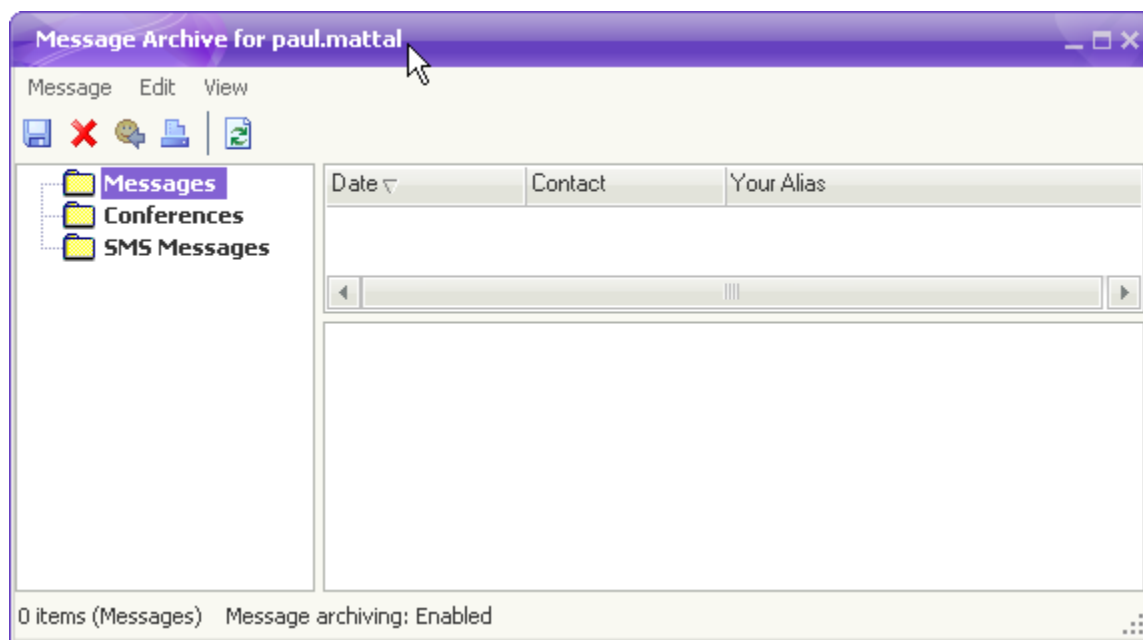 Message Archive for paul.mattal
Message Edit View
Messages
Conferences
SMS Messages
Date Contact Your Alias
0 items (Messages) Message archiving: Enabled